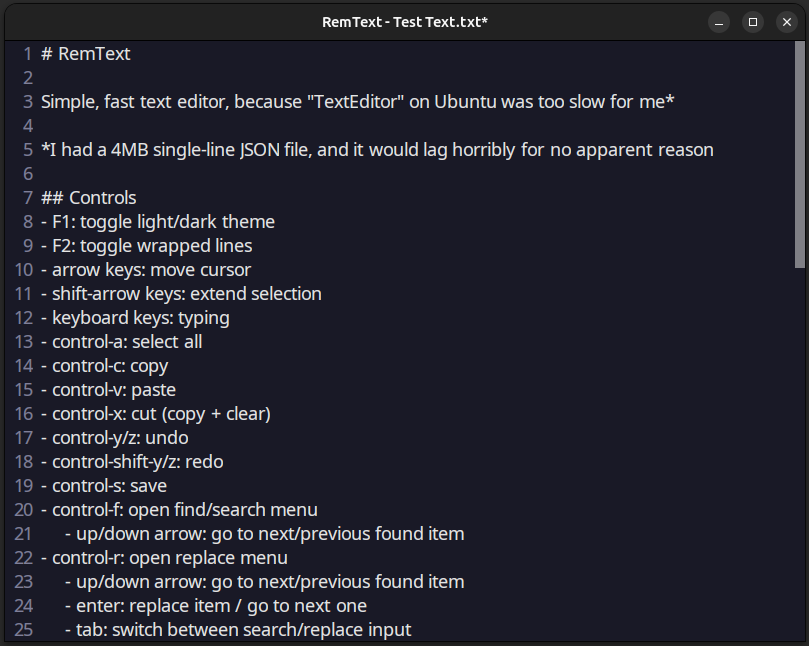 RemText - Test Text.txt*
1 # RemText
2
3 Simple, fast text editor, because "TextEditor" on Ubuntu was too slow for me*
4
5 *I had a 4MB single-line JSON file, and it would lag horribly for no apparent reason
6
7 ## Controls
8 - F1: toggle light/dark theme
9 - F2: toggle wrapped lines
10 - arrow keys: move cursor
11 - shift-arrow keys: extend selection
12 - keyboard keys: typing
13 - control-a: select all
14 - control-c: copy
15 - control-v: paste
16 - control-x: cut (copy + clear)
17 - control-y/z: undo
18 - control-shift-y/z: redo
19 - control-s: save
20 - control-f: open find/search menu
21     - up/down arrow: go to next/previous found item
22 - control-r: open replace menu
23     - up/down arrow: go to next/previous found item
24     - enter: replace item / go to next one
25     - tab: switch between search/replace input